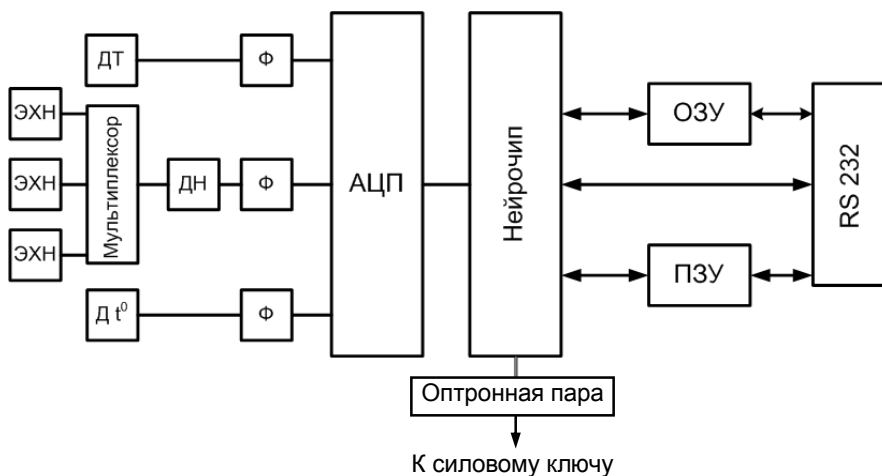 ДТ
Ф
ЭХН
ЭХН
ЭХН
Мультиплексор
ДН
Ф
Д t⁰
Ф
АЦП
Нейрочип
ОЗУ
ПЗУ
RS 232
Оптронная пара
К силовому ключу